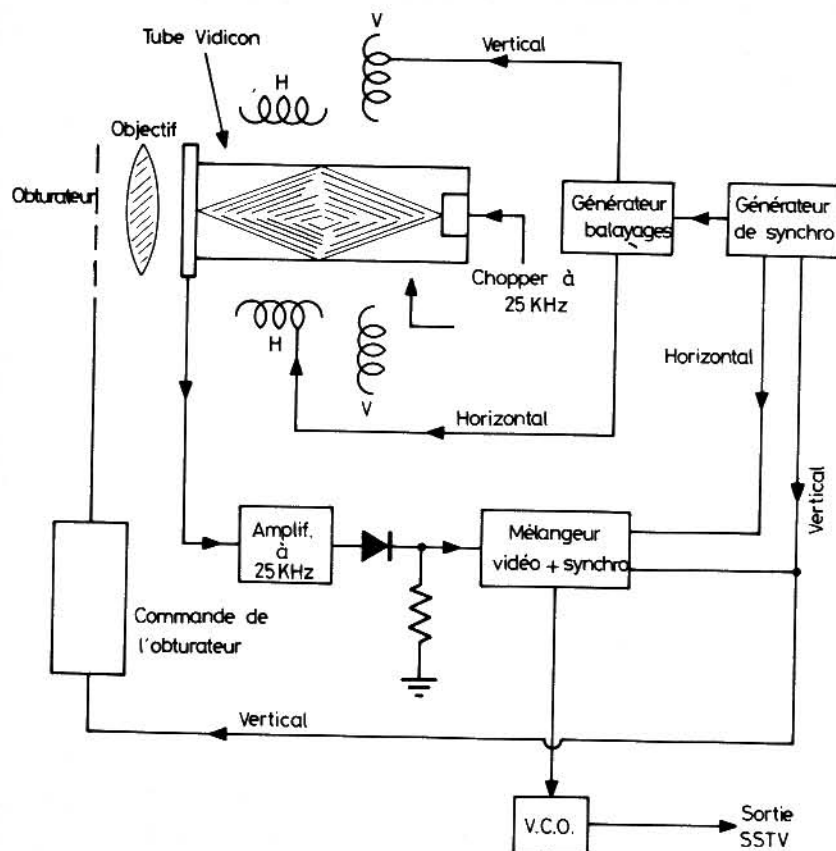 V
Tube Vidicon
Vertical
H
Objectif
Obturateur
Générateur
balayages
Générateur
de synchro
Chopper à
25 KHz
H
V
Horizontal
Horizontal
Vertical
Amplif.
à
25 KHz
Mélangeur
vidéo + synchro
Commande de
l'obturateur
Vertical
V.C.O.
Sortie
SSTV